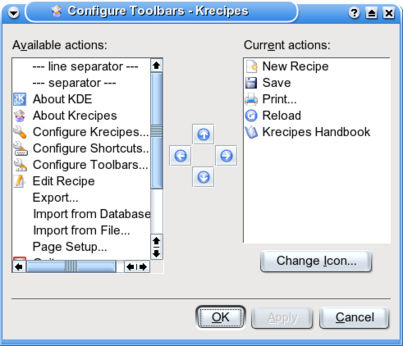 Configure Toolbars - Krecipes
Available actions:
--- line separator ---
--- separator ---
About KDE
About Krecipes
Configure Krecipes...
Configure Shortcuts...
Configure Toolbars...
Edit Recipe
Export...
Import from Database
Import from File...
Page Setup...
Current actions:
New Recipe
Save
Print...
Reload
Krecipes Handbook
Change Icon...
OK
Apply
Cancel